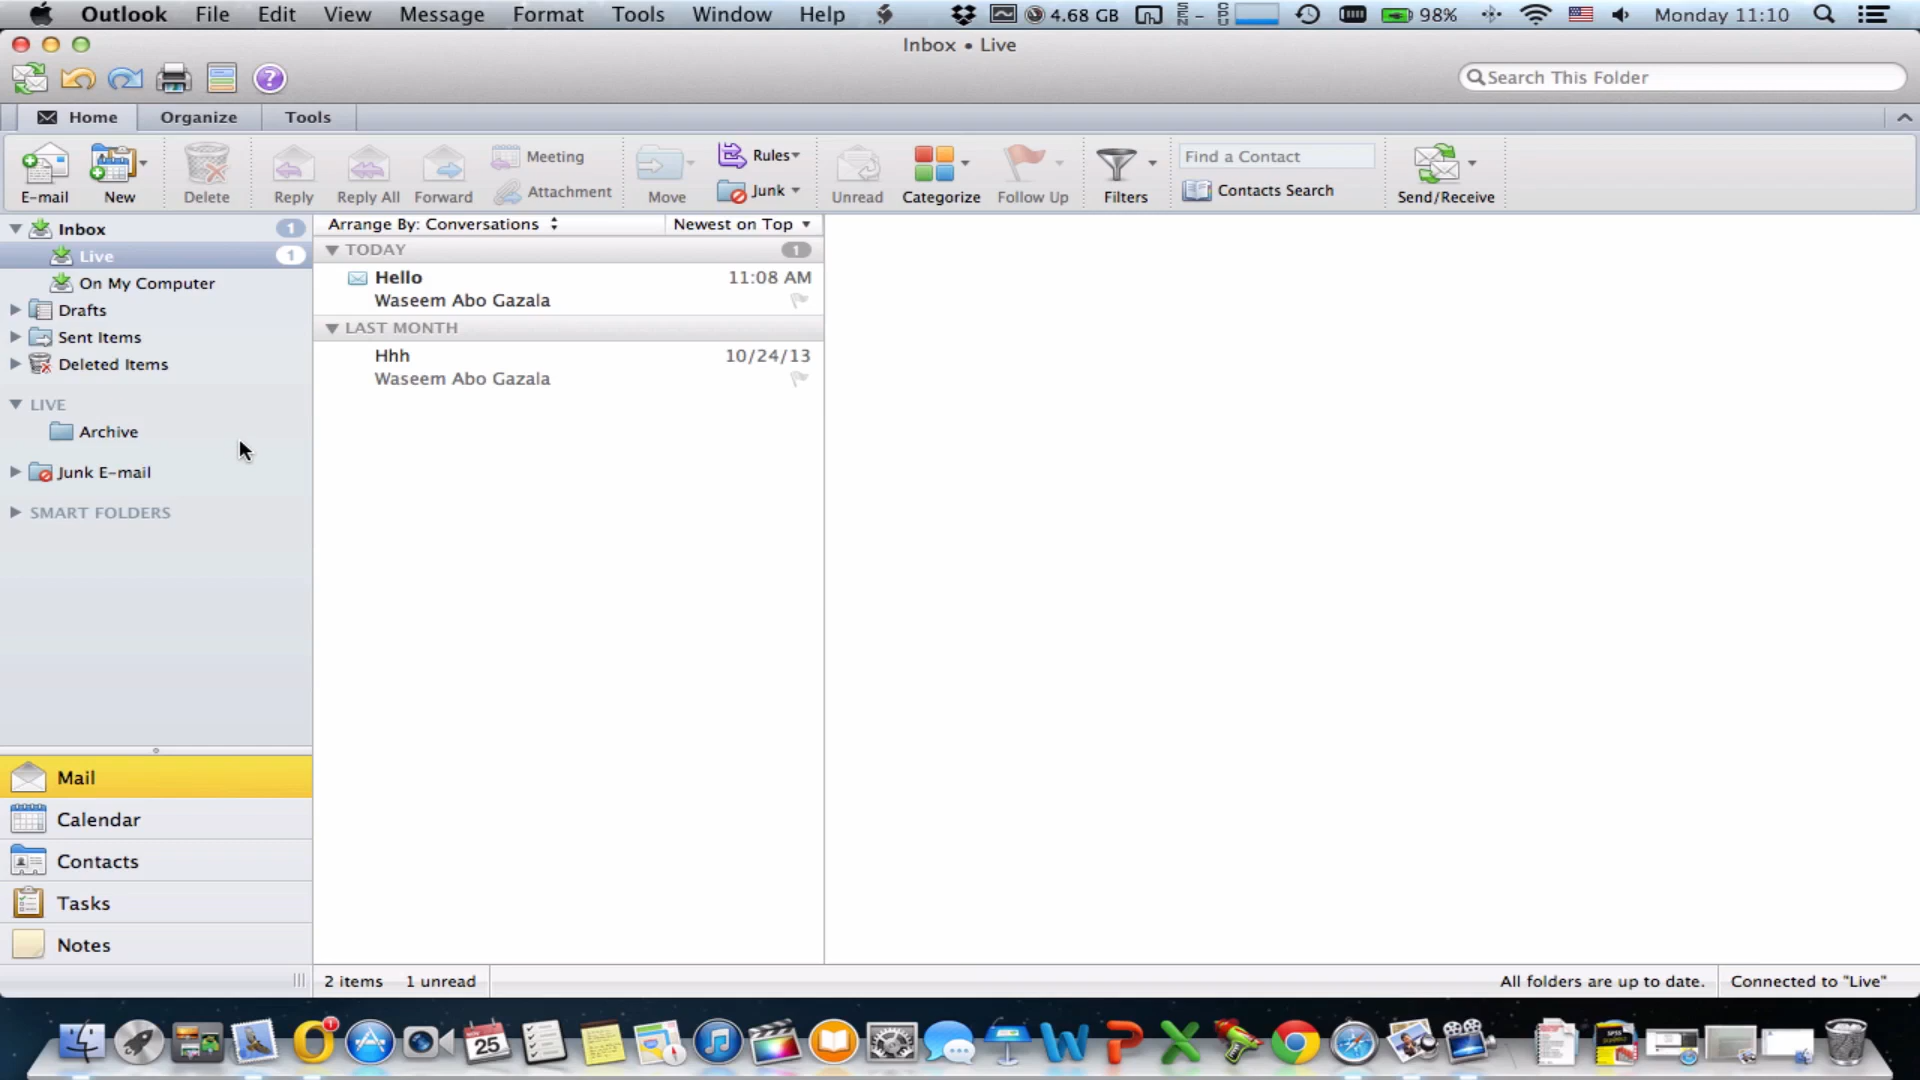 Outlook File Edit View Message Format Tools Window Help 4.68 GB 98% Monday 11:10
Inbox • Live
Search This Folder
Home Organize Tools
E-mail New Delete Reply Reply All Forward Meeting Attachment Move Rules Junk Unread Categorize Follow Up Filters Find a Contact Contacts Search Send/Receive
Inbox 1
Live 1
On My Computer
Drafts
Sent Items
Deleted Items
LIVE
Archive
Junk E-mail
SMART FOLDERS
Mail
Calendar
Contacts
Tasks
Notes
Arrange By: Conversations Newest on Top
TODAY 1
Hello 11:08 AM
Waseem Abo Gazala
LAST MONTH
Hhh 10/24/13
Waseem Abo Gazala
2 items 1 unread
All folders are up to date. Connected to "Live"
25